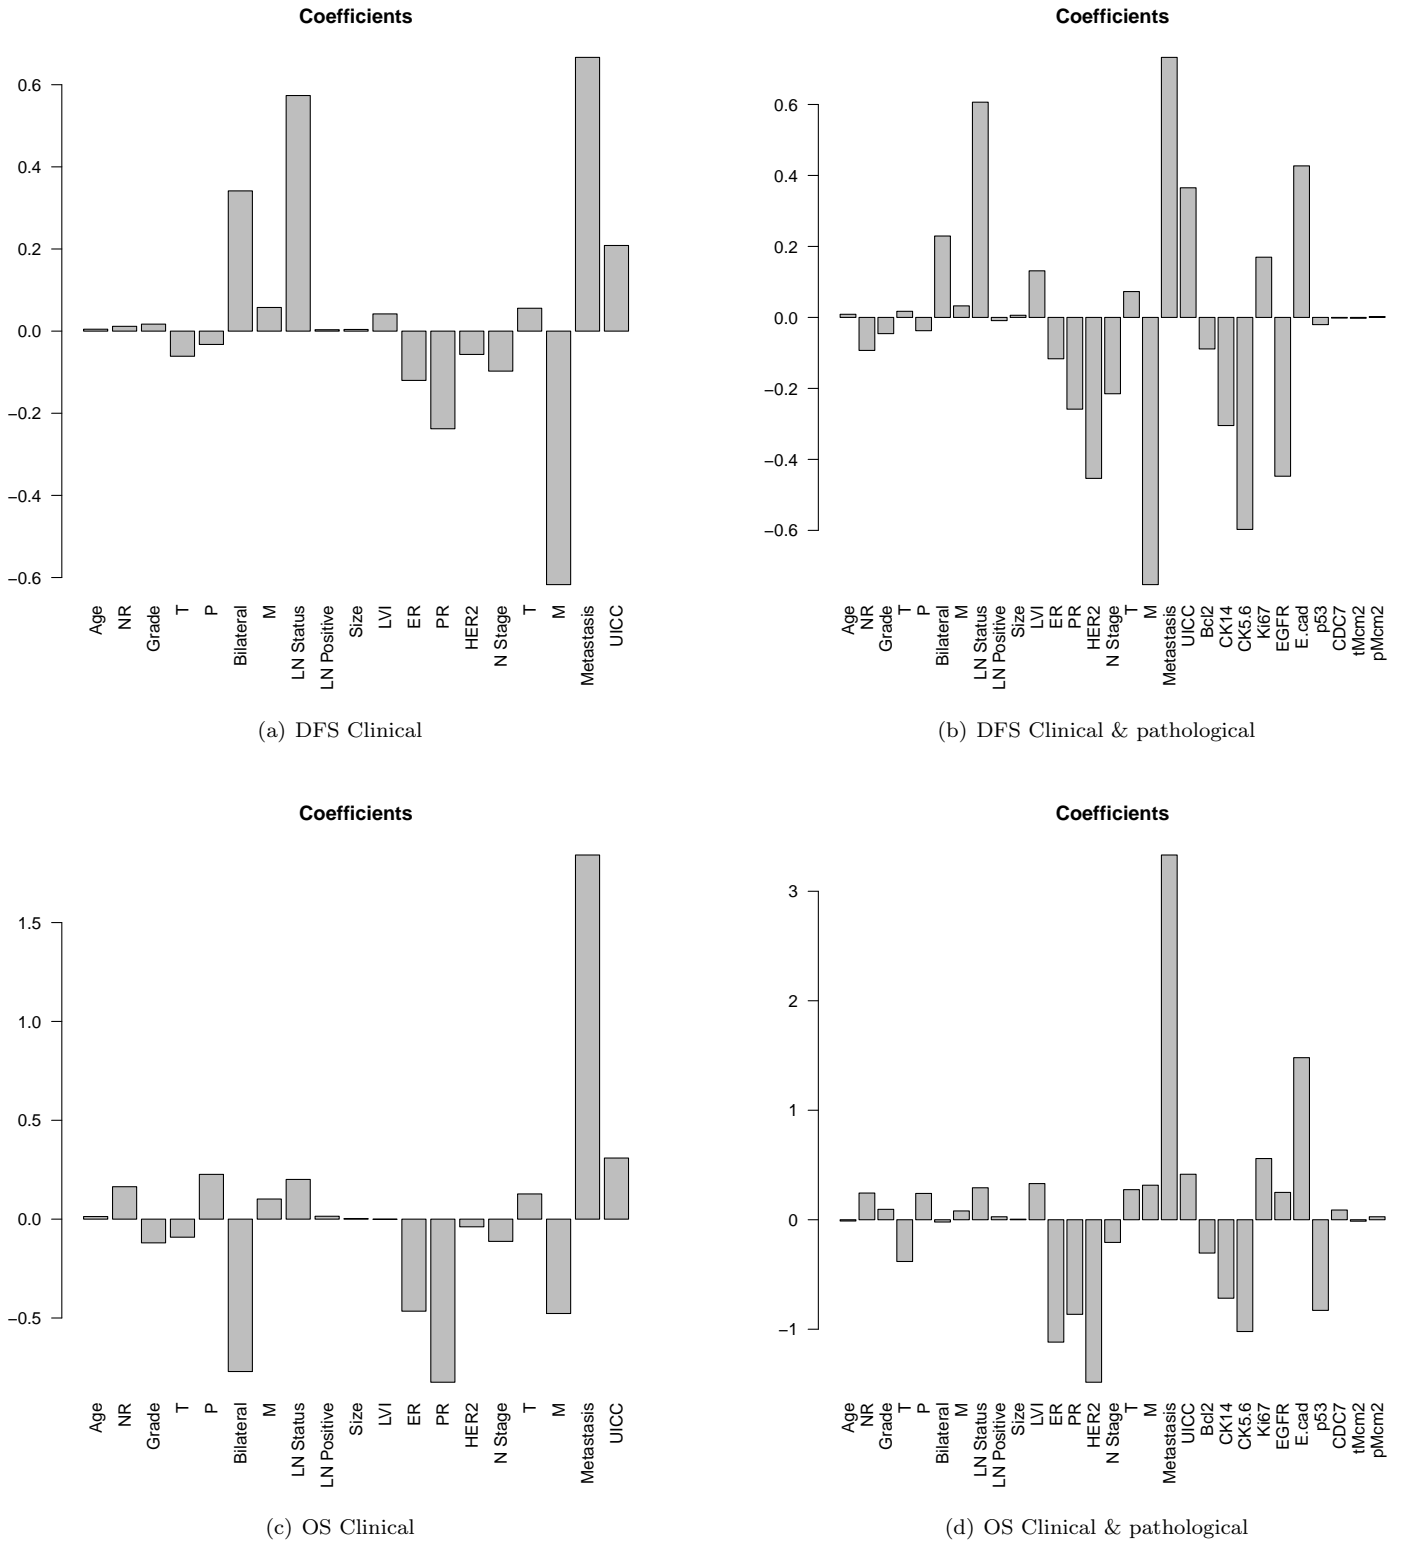 Coefficients
0.6
0.4
0.2
0.0
−0.2
−0.4
−0.6
Age
NR
Grade
T
P
Bilateral
M
LN Status
LN Positive
Size
LVI
ER
PR
HER2
N Stage
T
M
Metastasis
UICC
(a) DFS Clinical
Coefficients
0.6
0.4
0.2
0.0
−0.2
−0.4
−0.6
Age
NR
Grade
T
P
Bilateral
M
LN Status
LN Positive
Size
LVI
ER
PR
HER2
N Stage
T
M
Metastasis
UICC
Bcl2
CK14
CK5.6
Ki67
EGFR
E.cad
p53
CDC7
tMcm2
pMcm2
(b) DFS Clinical & pathological
Coefficients
1.5
1.0
0.5
0.0
−0.5
Age
NR
Grade
T
P
Bilateral
M
LN Status
LN Positive
Size
LVI
ER
PR
HER2
N Stage
T
M
Metastasis
UICC
(c) OS Clinical
Coefficients
3
2
1
0
−1
Age
NR
Grade
T
P
Bilateral
M
LN Status
LN Positive
Size
LVI
ER
PR
HER2
N Stage
T
M
Metastasis
UICC
Bcl2
CK14
CK5.6
Ki67
EGFR
E.cad
p53
CDC7
tMcm2
pMcm2
(d) OS Clinical & pathological